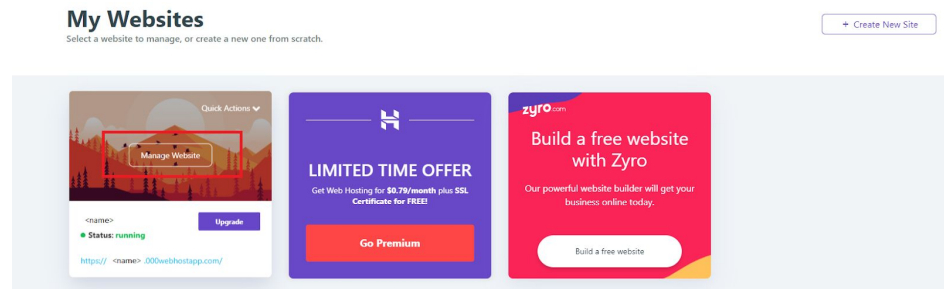 My Websites
Select a website to manage, or create a new one from scratch.
+ Create New Site
Quick Actions
Manage Website
<name>
Upgrade
Status: running
https:// <name> .000webhostapp.com/
LIMITED TIME OFFER
Get Web Hosting for $0.79/month plus SSL
Certificate for FREE!
Go Premium
zyro.com
Build a free website
with Zyro
Our powerful website builder will get your
business online today.
Build a free website